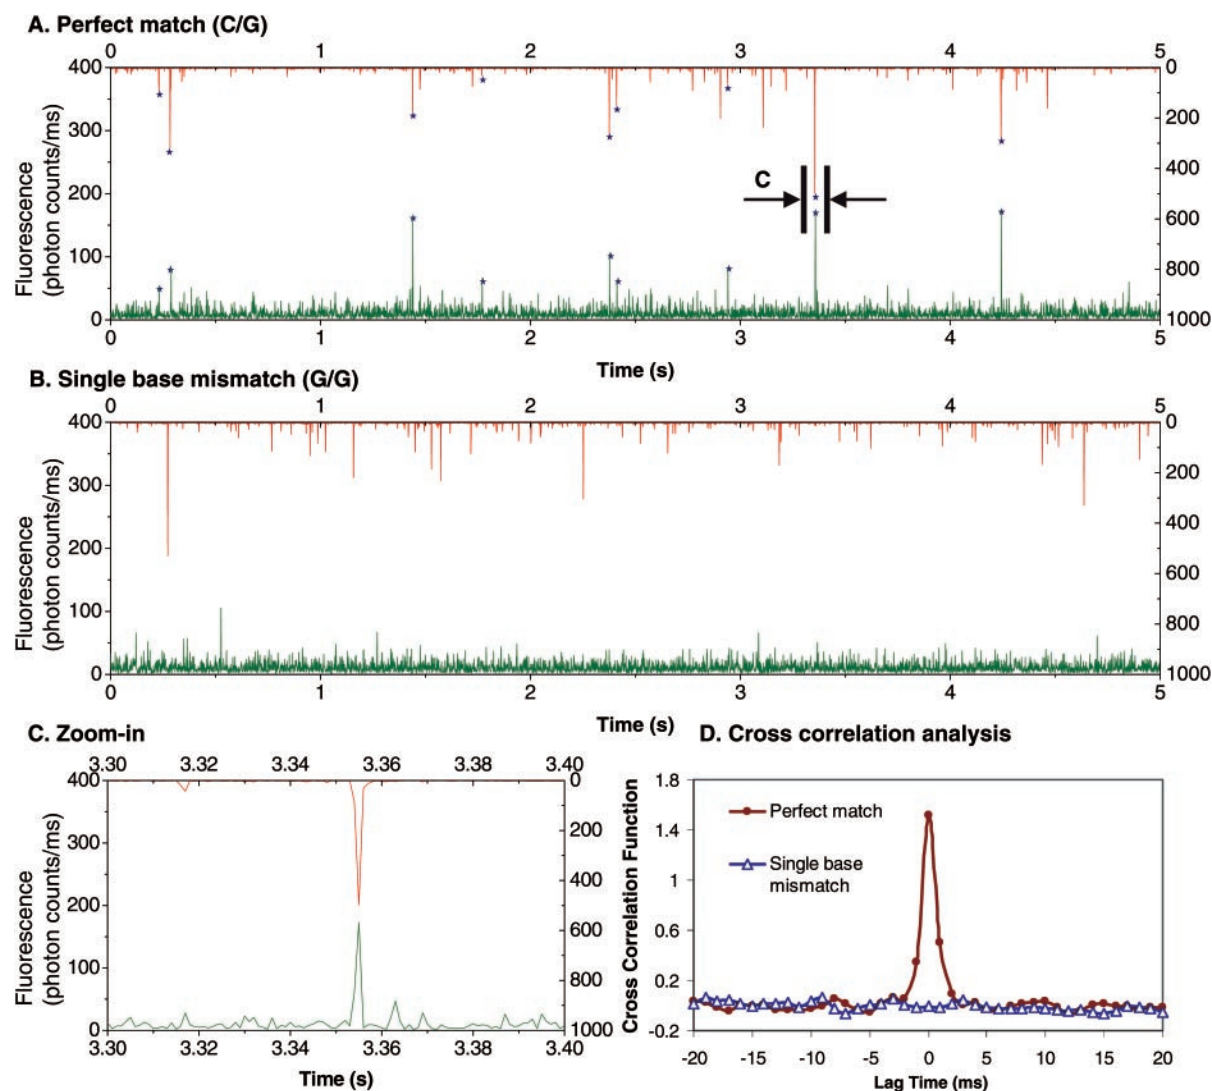 A. Perfect match (C/G)
0 1 2 3 4 5
400 300 200 100 0
Fluorescence
(photon counts/ms)
C
0 200 400 600 800 1000
0 1 2 3 4 5
Time (s)
B. Single base mismatch (G/G)
0 1 2 3 4 5
400 300 200 100 0
Fluorescence
(photon counts/ms)
0 200 400 600 800 1000
0 1 2 3 4 5
Time (s)
C. Zoom-in
3.30 3.32 3.34 3.36 3.38 3.40
400 300 200 100 0
Fluorescence
(photon counts/ms)
0 200 400 600 800 1000
3.30 3.32 3.34 3.36 3.38 3.40
Time (s)
D. Cross correlation analysis
Cross Correlation Function
1.8 1.4 1 0.6 0.2 -0.2
Perfect match
Single base
mismatch
-20 -15 -10 -5 0 5 10 15 20
Lag Time (ms)